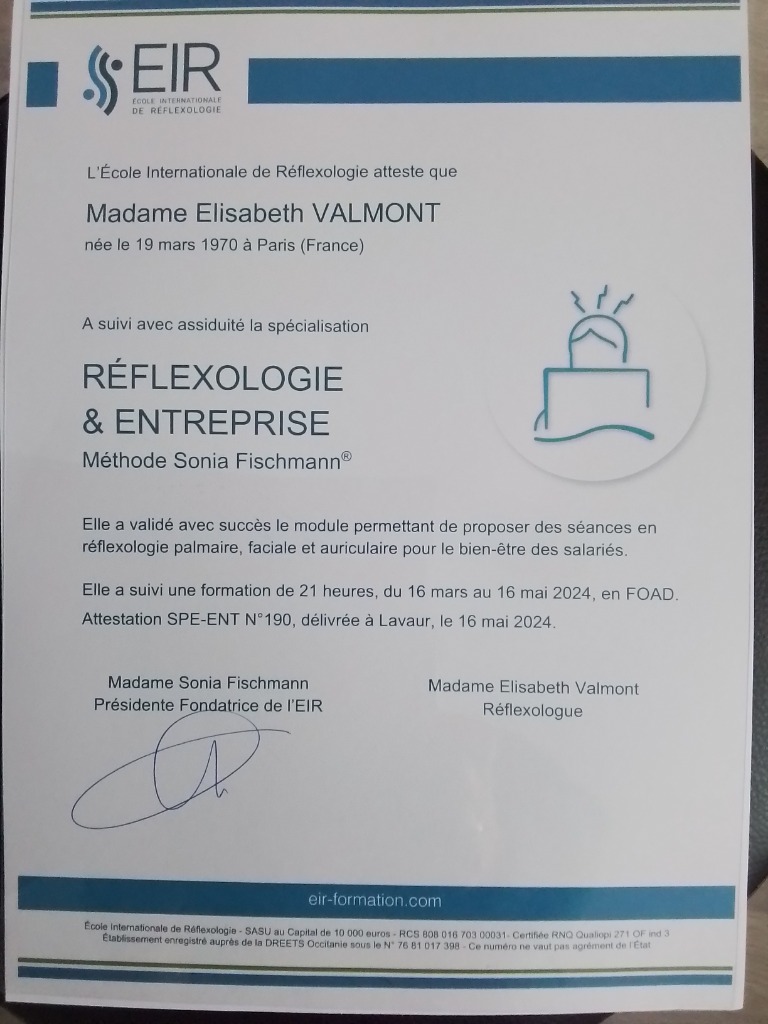 EIR
ÉCOLE INTERNATIONALE
DE RÉFLEXOLOGIE
L'École Internationale de Réflexologie atteste que
Madame Elisabeth VALMONT
née le 19 mars 1970 à Paris (France)
A suivi avec assiduité la spécialisation
RÉFLEXOLOGIE
& ENTREPRISE
Méthode Sonia Fischmann®
Elle a validé avec succès le module permettant de proposer des séances en
réflexologie palmaire, faciale et auriculaire pour le bien-être des salariés.
Elle a suivi une formation de 21 heures, du 16 mars au 16 mai 2024, en FOAD.
Attestation SPE-ENT N°190, délivrée à Lavaur, le 16 mai 2024.
Madame Sonia Fischmann
Présidente Fondatrice de l'EIR
Madame Elisabeth Valmont
Réflexologue
eir-formation.com
École Internationale de Réflexologie - SASU au Capital de 10 000 euros - RCS 808 016 703 00031- Certifiée RNQ Qualiopi 271 OF ind 3
Établissement enregistré auprès de la DREETS Occitanie sous le N° 76 81 017 398 - Ce numéro ne vaut pas agrément de l'État